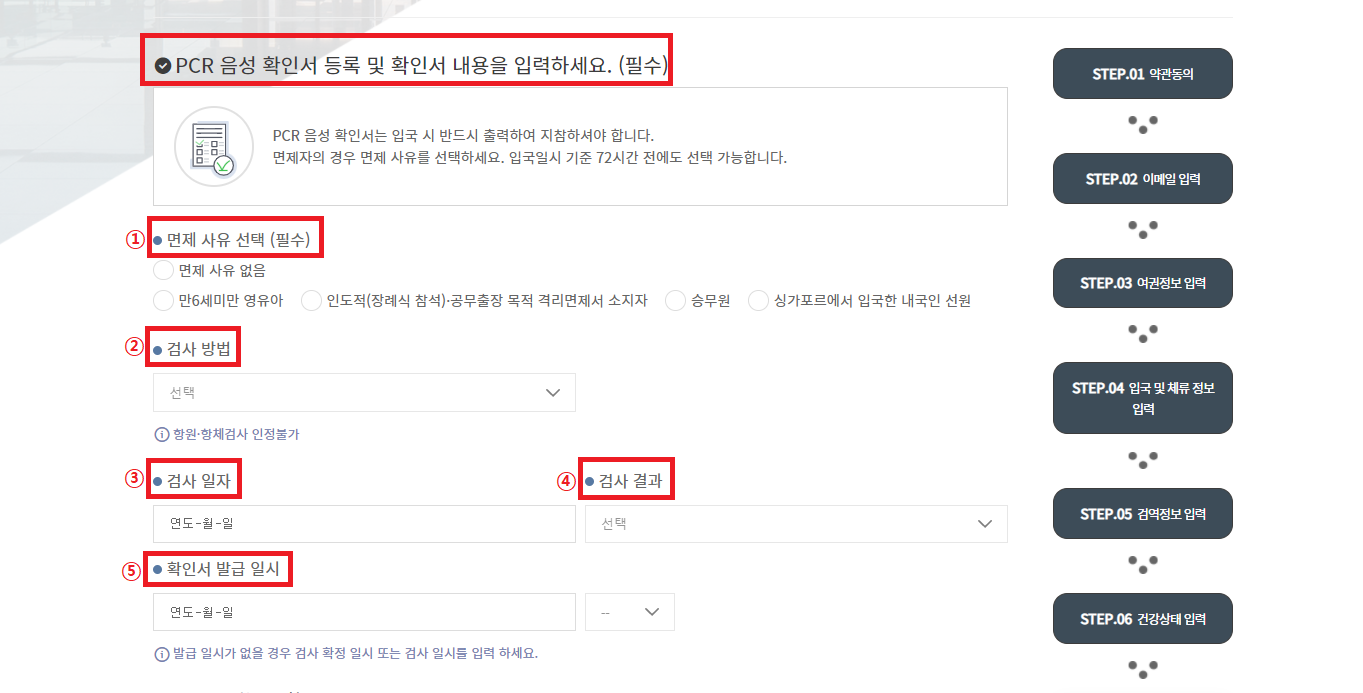 PCR 음성 확인서 등록 및 확인서 내용을 입력하세요. (필수)
PCR 음성 확인서는 입국 시 반드시 출력하여 지참하셔야 합니다.
면제자의 경우 면제 사유를 선택하세요. 입국일시 기준 72시간 전에도 선택 가능합니다.
① 면제 사유 선택 (필수)
면제 사유 없음
만6세미만 영유아 인도적(장례식 참석)·공무출장 목적 격리면제서 소지자 승무원 싱가포르에서 입국한 내국인 선원
② 검사 방법
선택
항원·항체검사 인정불가
③ 검사 일자 ④ 검사 결과
연도-월-일 선택
⑤ 확인서 발급 일시
연도-월-일 --
발급 일시가 없을 경우 검사 확정 일시 또는 검사 일시를 입력 하세요.
STEP.01 약관동의
STEP.02 이메일 입력
STEP.03 여권정보 입력
STEP.04 입국 및 체류 정보
입력
STEP.05 검역정보 입력
STEP.06 건강상태 입력